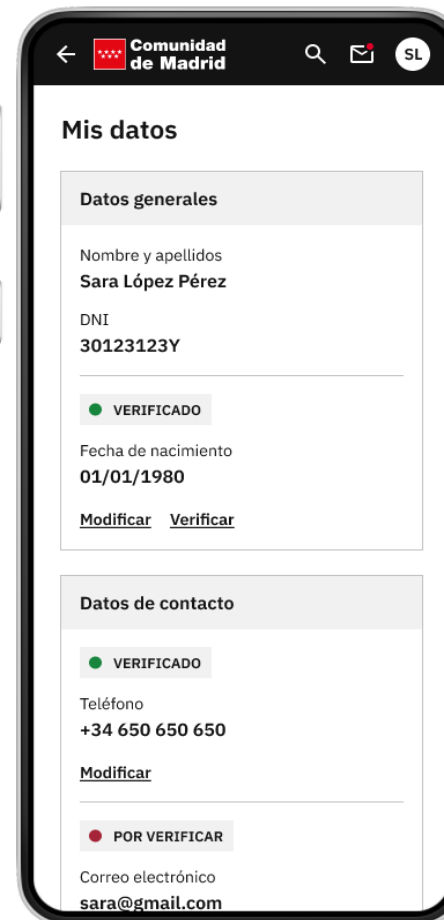 Comunidad
de Madrid
SL
Mis datos
Datos generales
Nombre y apellidos
Sara López Pérez
DNI
30123123Y
VERIFICADO
Fecha de nacimiento
01/01/1980
Modificar Verificar
Datos de contacto
VERIFICADO
Teléfono
+34 650 650 650
Modificar
POR VERIFICAR
Correo electrónico
sara@gmail.com